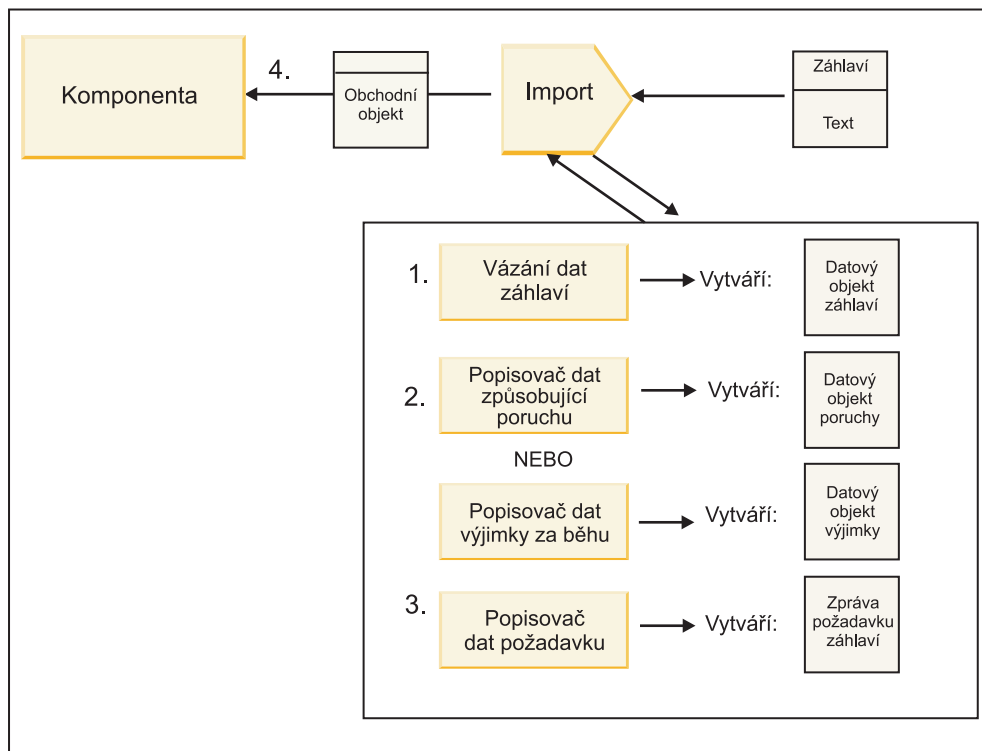 Komponenta
4.
Obchodní
objekt
Import
Záhlaví
Text
1.
Vázání dat
záhlaví
Vytváří:
Datový
objekt
záhlaví
2.
Popisovač dat
způsobující
poruchu
Vytváří:
Datový
objekt
poruchy
NEBO
Popisovač dat
výjimky za běhu
Vytváří:
Datový
objekt
výjimky
3.
Popisovač
dat požadavku
Vytváří:
Zpráva
požadavku
záhlaví